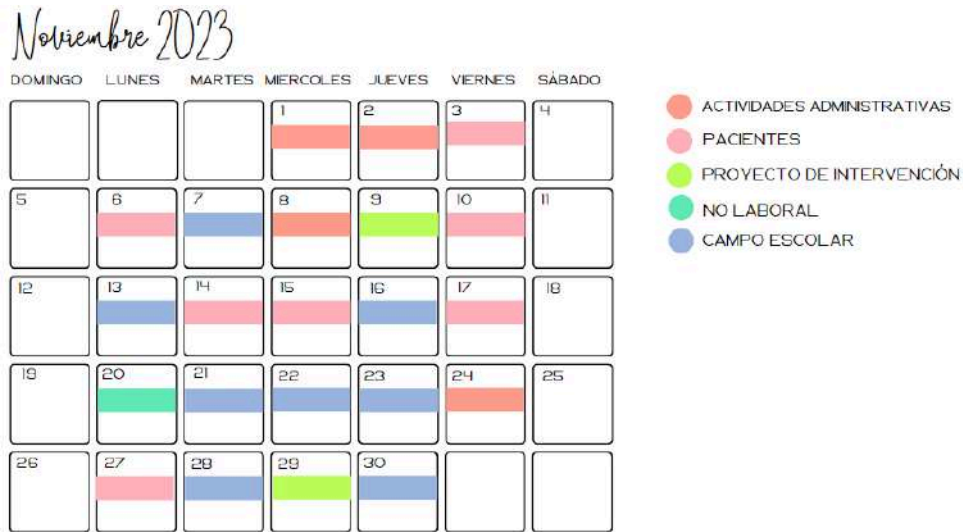 Noviembre 2023
DOMINGO LUNES MARTES MIERCOLES JUEVES VIERNES SÁBADO
1 2 3 4
5 6 7 8 9 10 11
12 13 14 15 16 17 18
19 20 21 22 23 24 25
26 27 28 29 30
ACTIVIDADES ADMINISTRATIVAS
PACIENTES
PROYECTO DE INTERVENCIÓN
NO LABORAL
CAMPO ESCOLAR